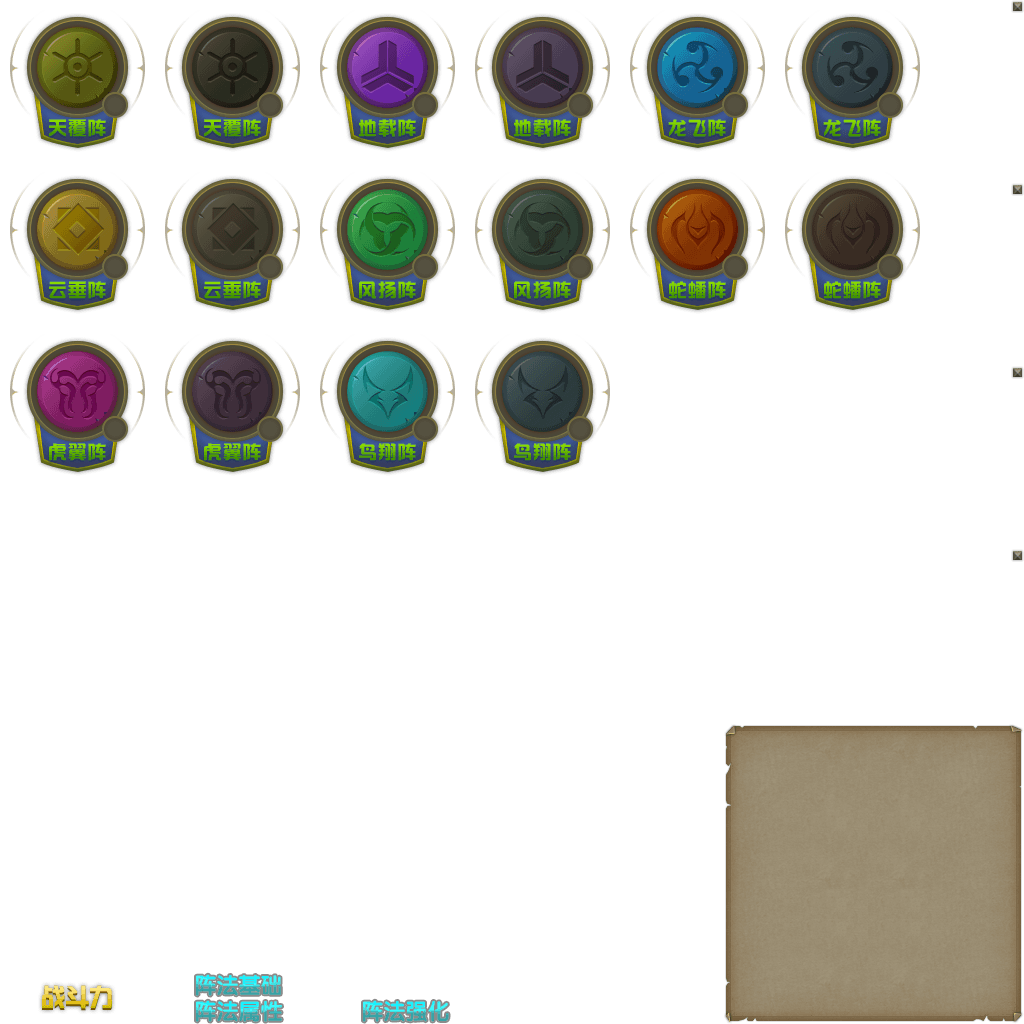 天覆阵
天覆阵
地载阵
地载阵
龙飞阵
龙飞阵
云垂阵
云垂阵
风扬阵
风扬阵
蛇蟠阵
蛇蟠阵
虎翼阵
虎翼阵
鸟翔阵
鸟翔阵
阵法基础
战斗力
阵法属性
阵法强化